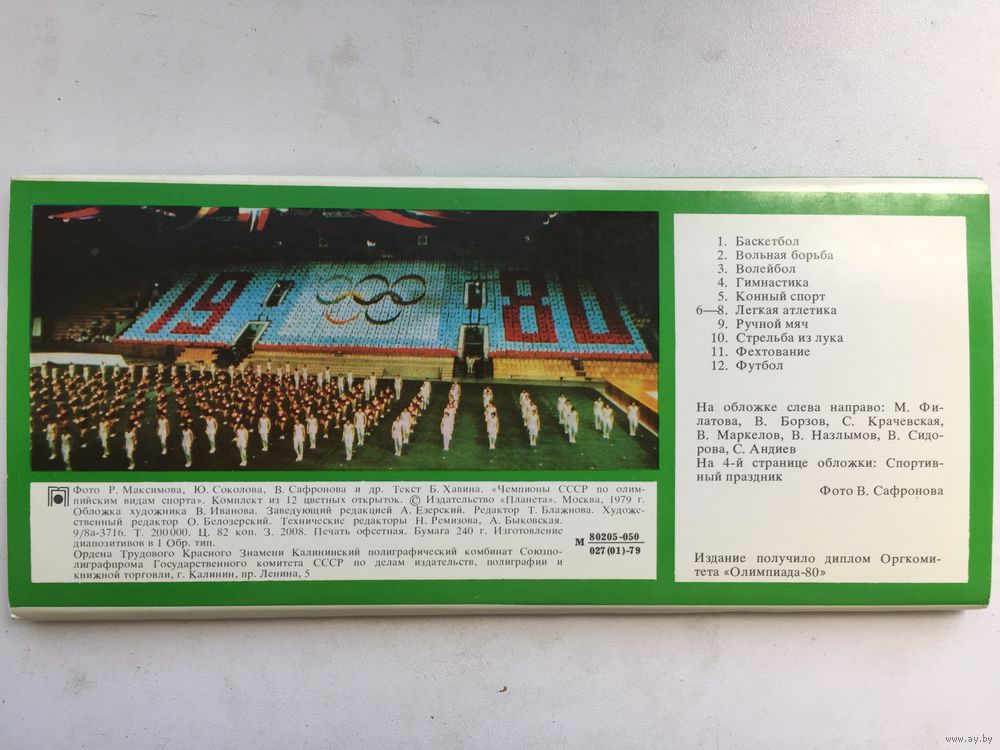 19 80
1. Баскетбол
2. Вольная борьба
3. Волейбол
4. Гимнастика
5. Конный спорт
6—8. Легкая атлетика
9. Ручной мяч
10. Стрельба из лука
11. Фехтование
12. Футбол
На обложке слева направо: М. Фи-
латова, В. Борзов, С. Крачевская,
В. Маркелов, В. Назлымов, В. Сидо-
рова, С. Андиев
На 4-й странице обложки: Спортив-
ный праздник
Фото В. Сафронова
Издание получило диплом Оргкоми-
тета «Олимпиада-80»
Фото Р. Максимова, Ю. Соколова, В. Сафронова и др. Текст Б. Хавина. «Чемпионы СССР по олим-
пийским видам спорта». Комплект из 12 цветных открыток. © Издательство «Планета». Москва, 1979 г.
Обложка художника В. Иванова. Заведующий редакцией А. Езерский. Редактор Т. Блажнова. Художе-
ственный редактор О. Белозерский. Технические редакторы Н. Ремизова, А. Быковская.
9/8а-3716. Т. 200000. Ц. 82 коп. З. 2008. Печать офсетная. Бумага 240 г. Изготовление
диапозитивов в 1 Обр. тип.
Ордена Трудового Красного Знамени Калининский полиграфический комбинат Союзпо-
лиграфпрома Государственного комитета СССР по делам издательств, полиграфии и
книжной торговли, г. Калинин, пр. Ленина, 5
М 80205-050
027(01)-79
www.ay.by